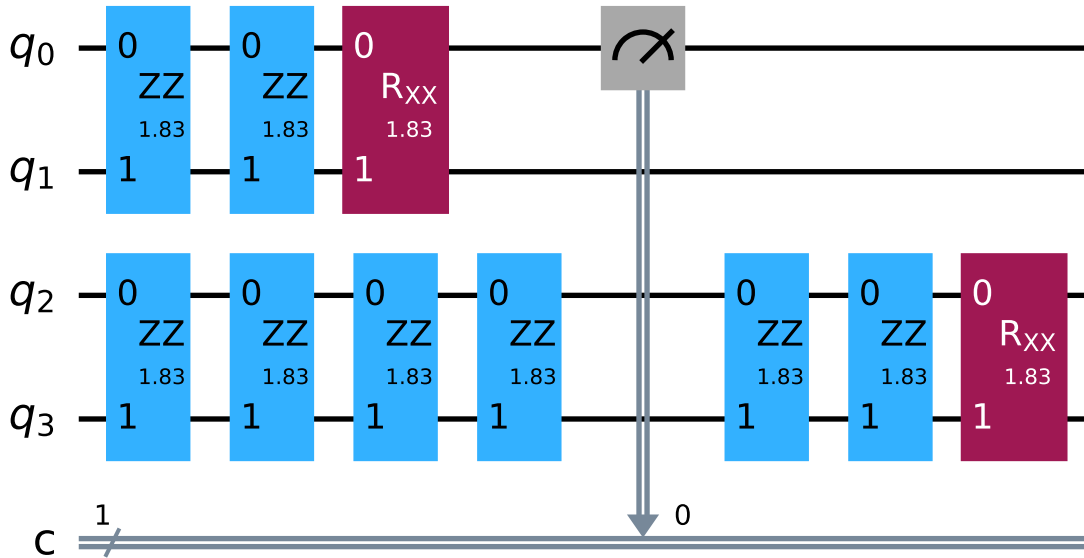 q0 0 0 0
ZZ ZZ RXX
1.83 1.83 1.83
q1 1 1 1
q2 0 0 0 0 0 0 0
ZZ ZZ ZZ ZZ ZZ ZZ RXX
1.83 1.83 1.83 1.83 1.83 1.83 1.83
q3 1 1 1 1 1 1 1
1 0
c